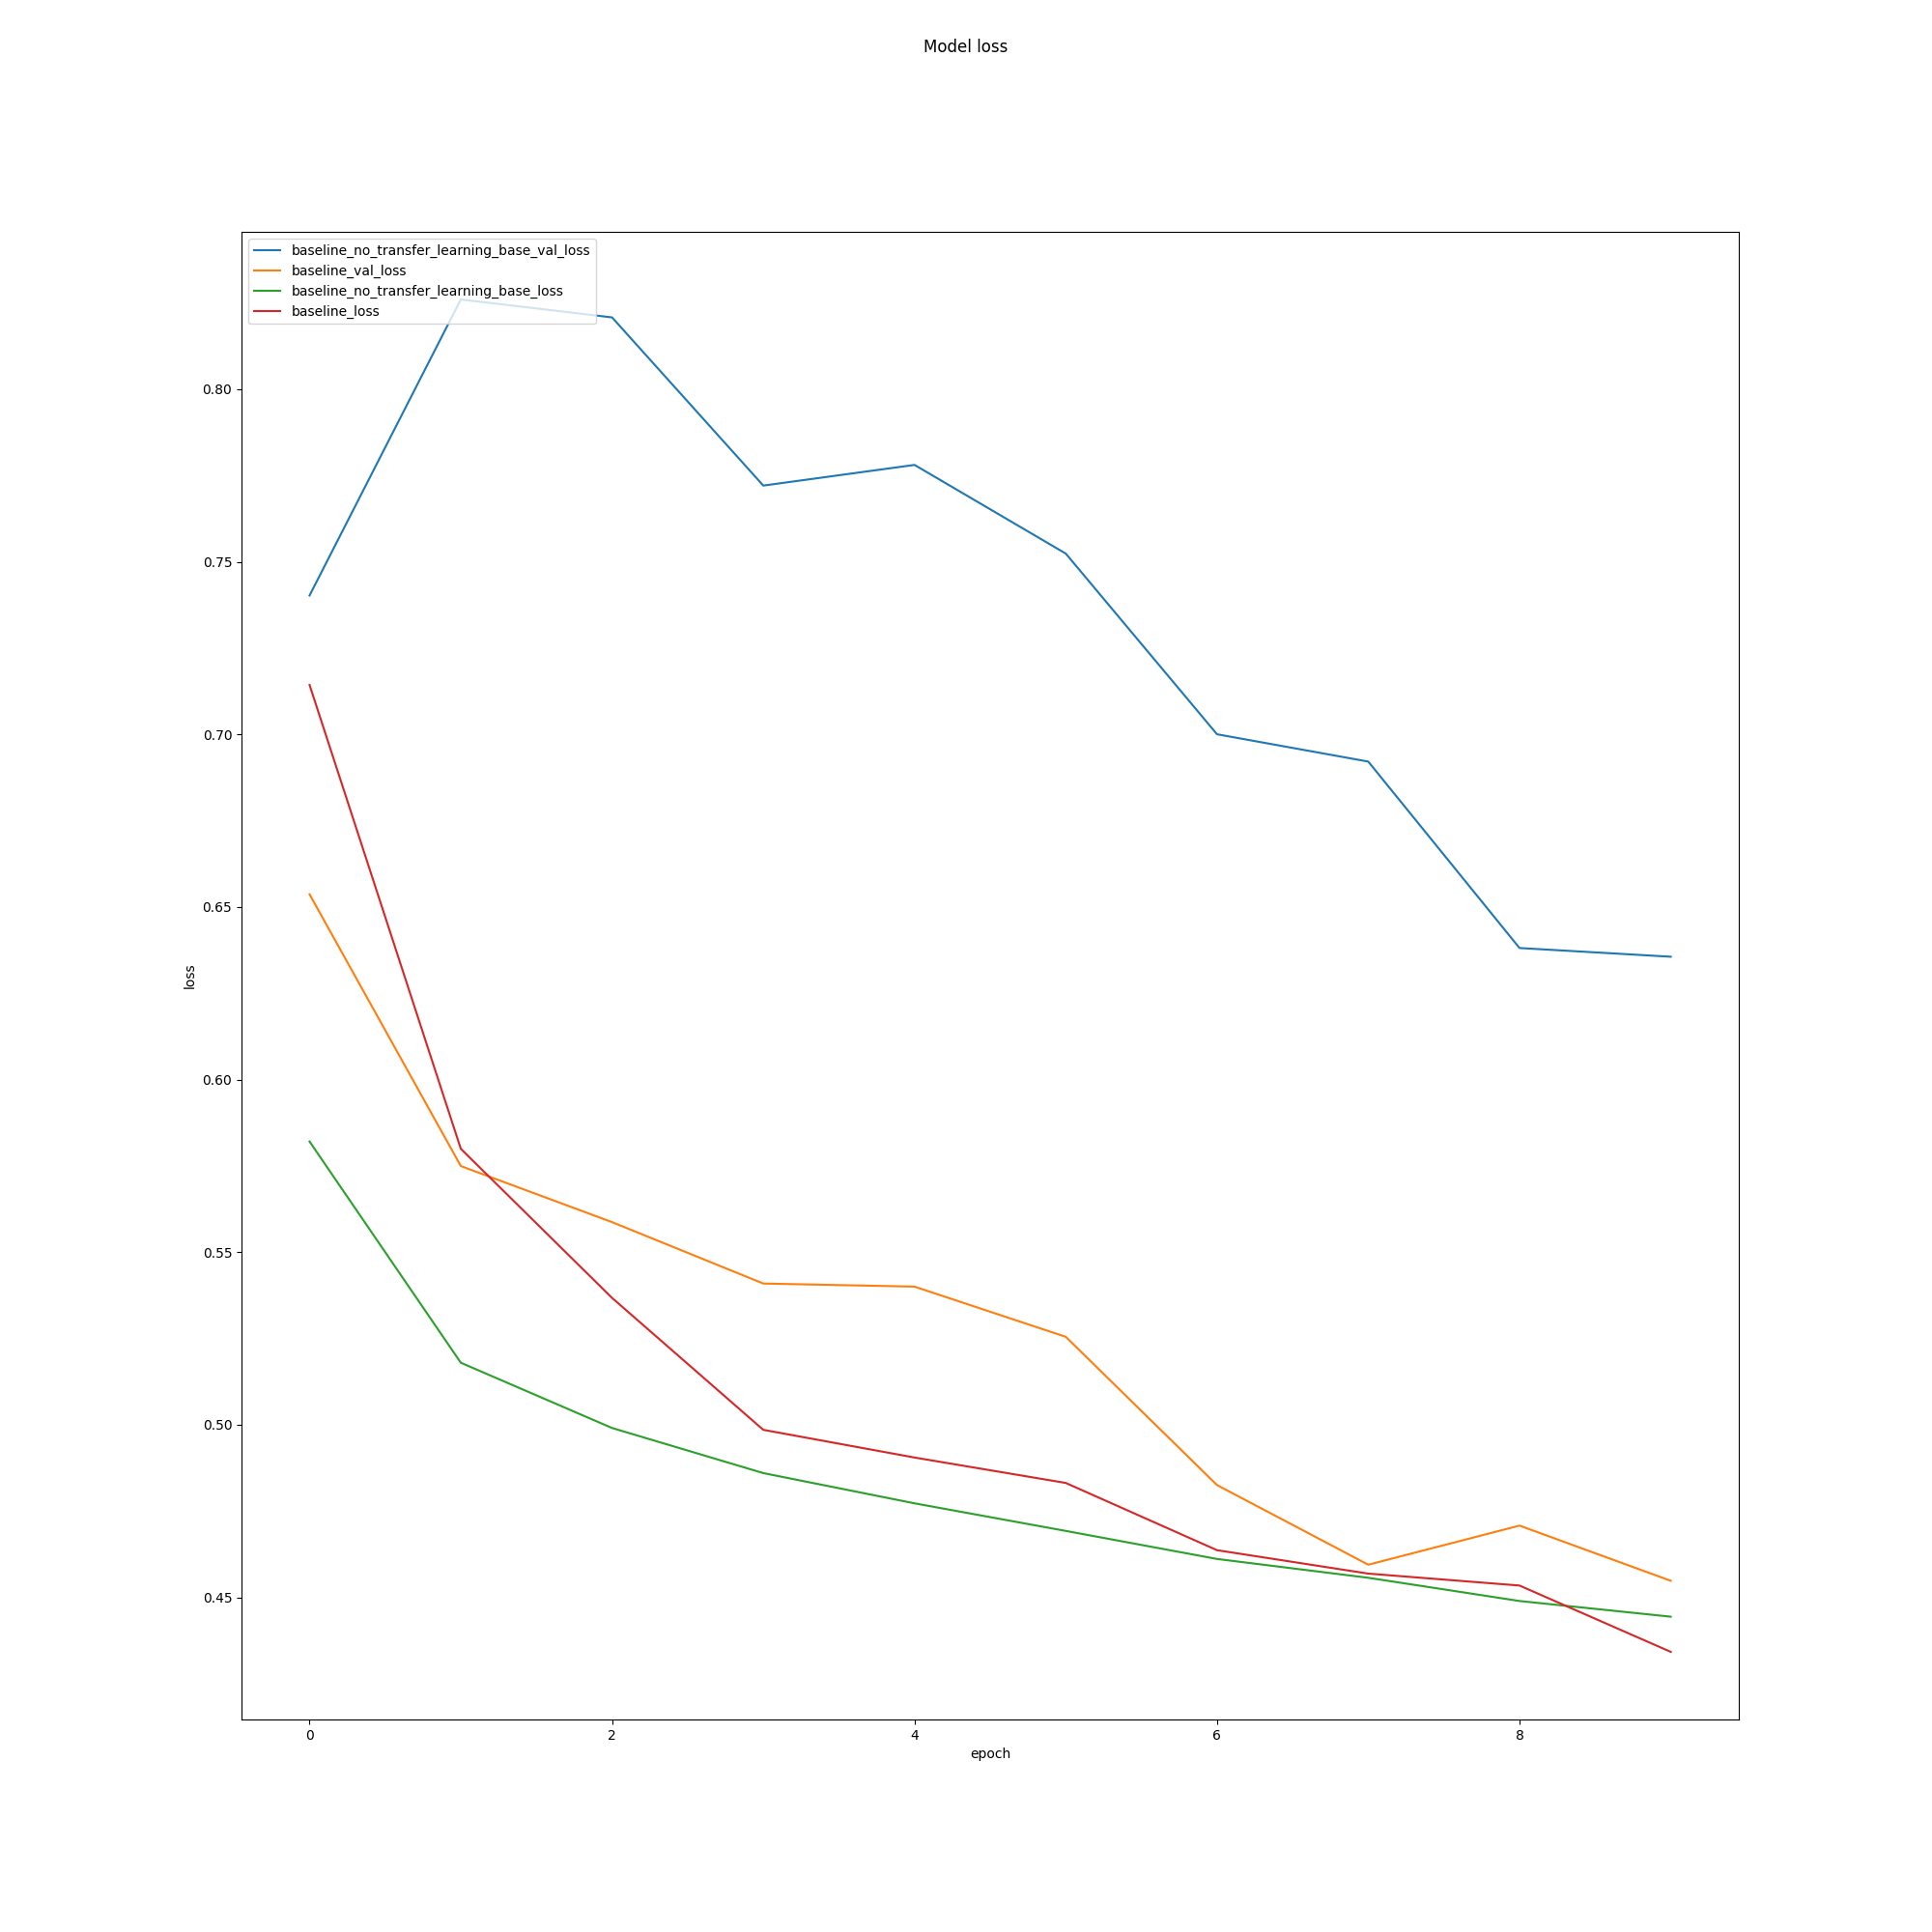 Model loss
baseline_no_transfer_learning_base_val_loss
baseline_val_loss
baseline_no_transfer_learning_base_loss
baseline_loss
0.80
0.75
0.70
0.65
0.60
0.55
0.50
0.45
loss
0 2 4 6 8
epoch